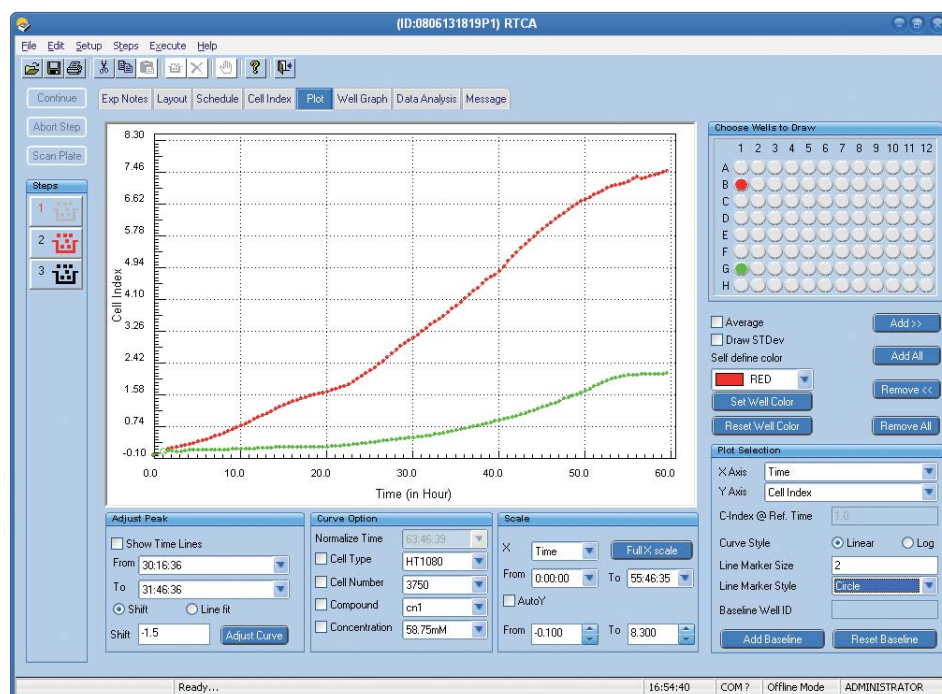 (ID:0806131819P1) RTCA
File Edit Setup Steps Execute Help
Continue
Abort Step
Scan Plate
Steps
1
2
3
Exp Notes Layout Schedule Cell Index Plot Well Graph Data Analysis Message
8.30
7.46
6.62
5.78
4.94
4.10
3.26
2.42
1.58
0.74
-0.10
Cell Index
0.0 10.0 20.0 30.0 40.0 50.0 60.0
Time (in Hour)
Choose Wells to Draw
1 2 3 4 5 6 7 8 9 10 11 12
A
B
C
D
E
F
G
H
Average
Add >>
Draw STDev
Self define color
Add All
RED
Remove <<
Set Well Color
Reset Well Color
Remove All
Plot Selection
X Axis Time
Y Axis Cell Index
C-Index @ Ref. Time 1.0
Curve Style Linear Log
Line Marker Size 2
Line Marker Style Circle
Baseline Well ID
Add Baseline Reset Baseline
Adjust Peak
Show Time Lines
From 30:16:36
To 31:46:36
Shift Line fit
Shift -1.5 Adjust Curve
Curve Option
Normalize Time 63:46:39
Cell Type HT1080
Cell Number 3750
Compound cn1
Concentration 58.75mM
Scale
X Time Full X scale
From 0:00:00 To 55:46:35
AutoY
From -0.100 To 8.300
Ready... 16:54:40 COM ? Offline Mode ADMINISTRATOR